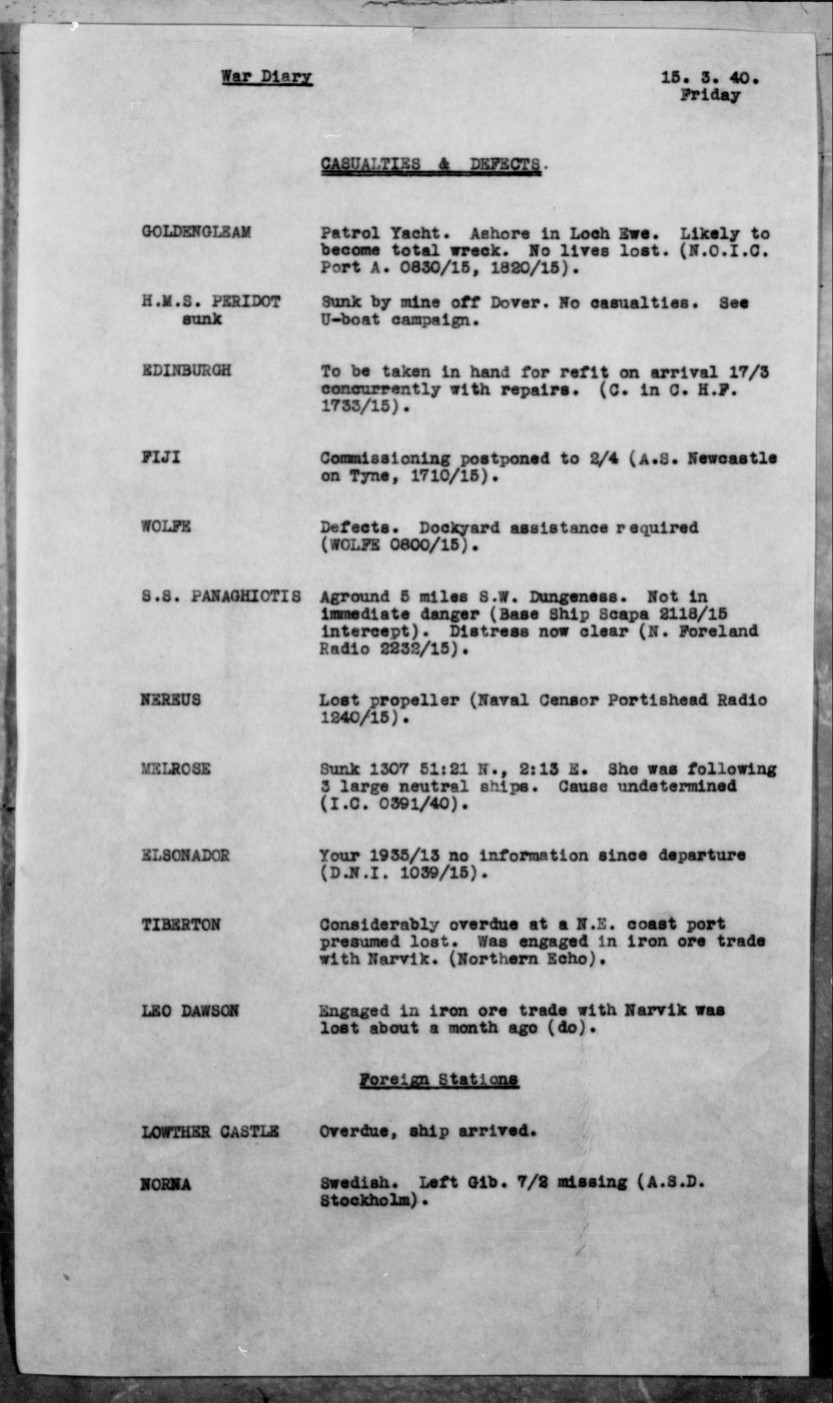 War Diary 15. 3. 40.
Friday
CASUALTIES & DEFECTS.
GOLDENGLEAM Patrol Yacht. Ashore in Loch Ewe. Likely to
become total wreck. No lives lost. (N.O.I.C.
Port A. 0830/15, 1820/15).
H.M.S. PERIDOT Sunk by mine off Dover. No casualties. See
sunk U-boat campaign.
EDINBURGH To be taken in hand for refit on arrival 17/3
concurrently with repairs. (C. in C. H.F.
1733/15).
FIJI Commissioning postponed to 2/4 (A.S. Newcastle
on Tyne, 1710/15).
WOLFE Defects. Dockyard assistance required
(WOLFE 0800/15).
S.S. PANAGHIOTIS Aground 5 miles S.W. Dungeness. Not in
immediate danger (Base Ship Scapa 2118/15
intercept). Distress now clear (N. Foreland
Radio 2232/15).
NEREUS Lost propeller (Naval Censor Portishead Radio
1240/15).
MELROSE Sunk 1307 51:21 N., 2:13 E. She was following
3 large neutral ships. Cause undetermined
(I.C. 0391/40).
ELSONADOR Your 1935/13 no information since departure
(D.N.I. 1039/15).
TIBERTON Considerably overdue at a N.E. coast port
presumed lost. Was engaged in iron ore trade
with Narvik. (Northern Echo).
LEO DAWSON Engaged in iron ore trade with Narvik was
lost about a month ago (do).
Foreign Stations
LOWTHER CASTLE Overdue, ship arrived.
NORNA Swedish. Left Gib. 7/2 missing (A.S.D.
Stockholm).